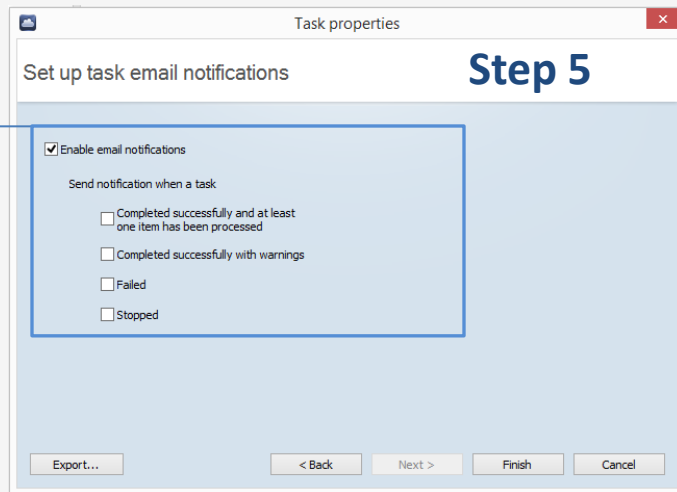 Task properties
Set up task email notifications
Step 5
Enable email notifications
Send notification when a task
Completed successfully and at least
one item has been processed
Completed successfully with warnings
Failed
Stopped
Export...
< Back
Next >
Finish
Cancel